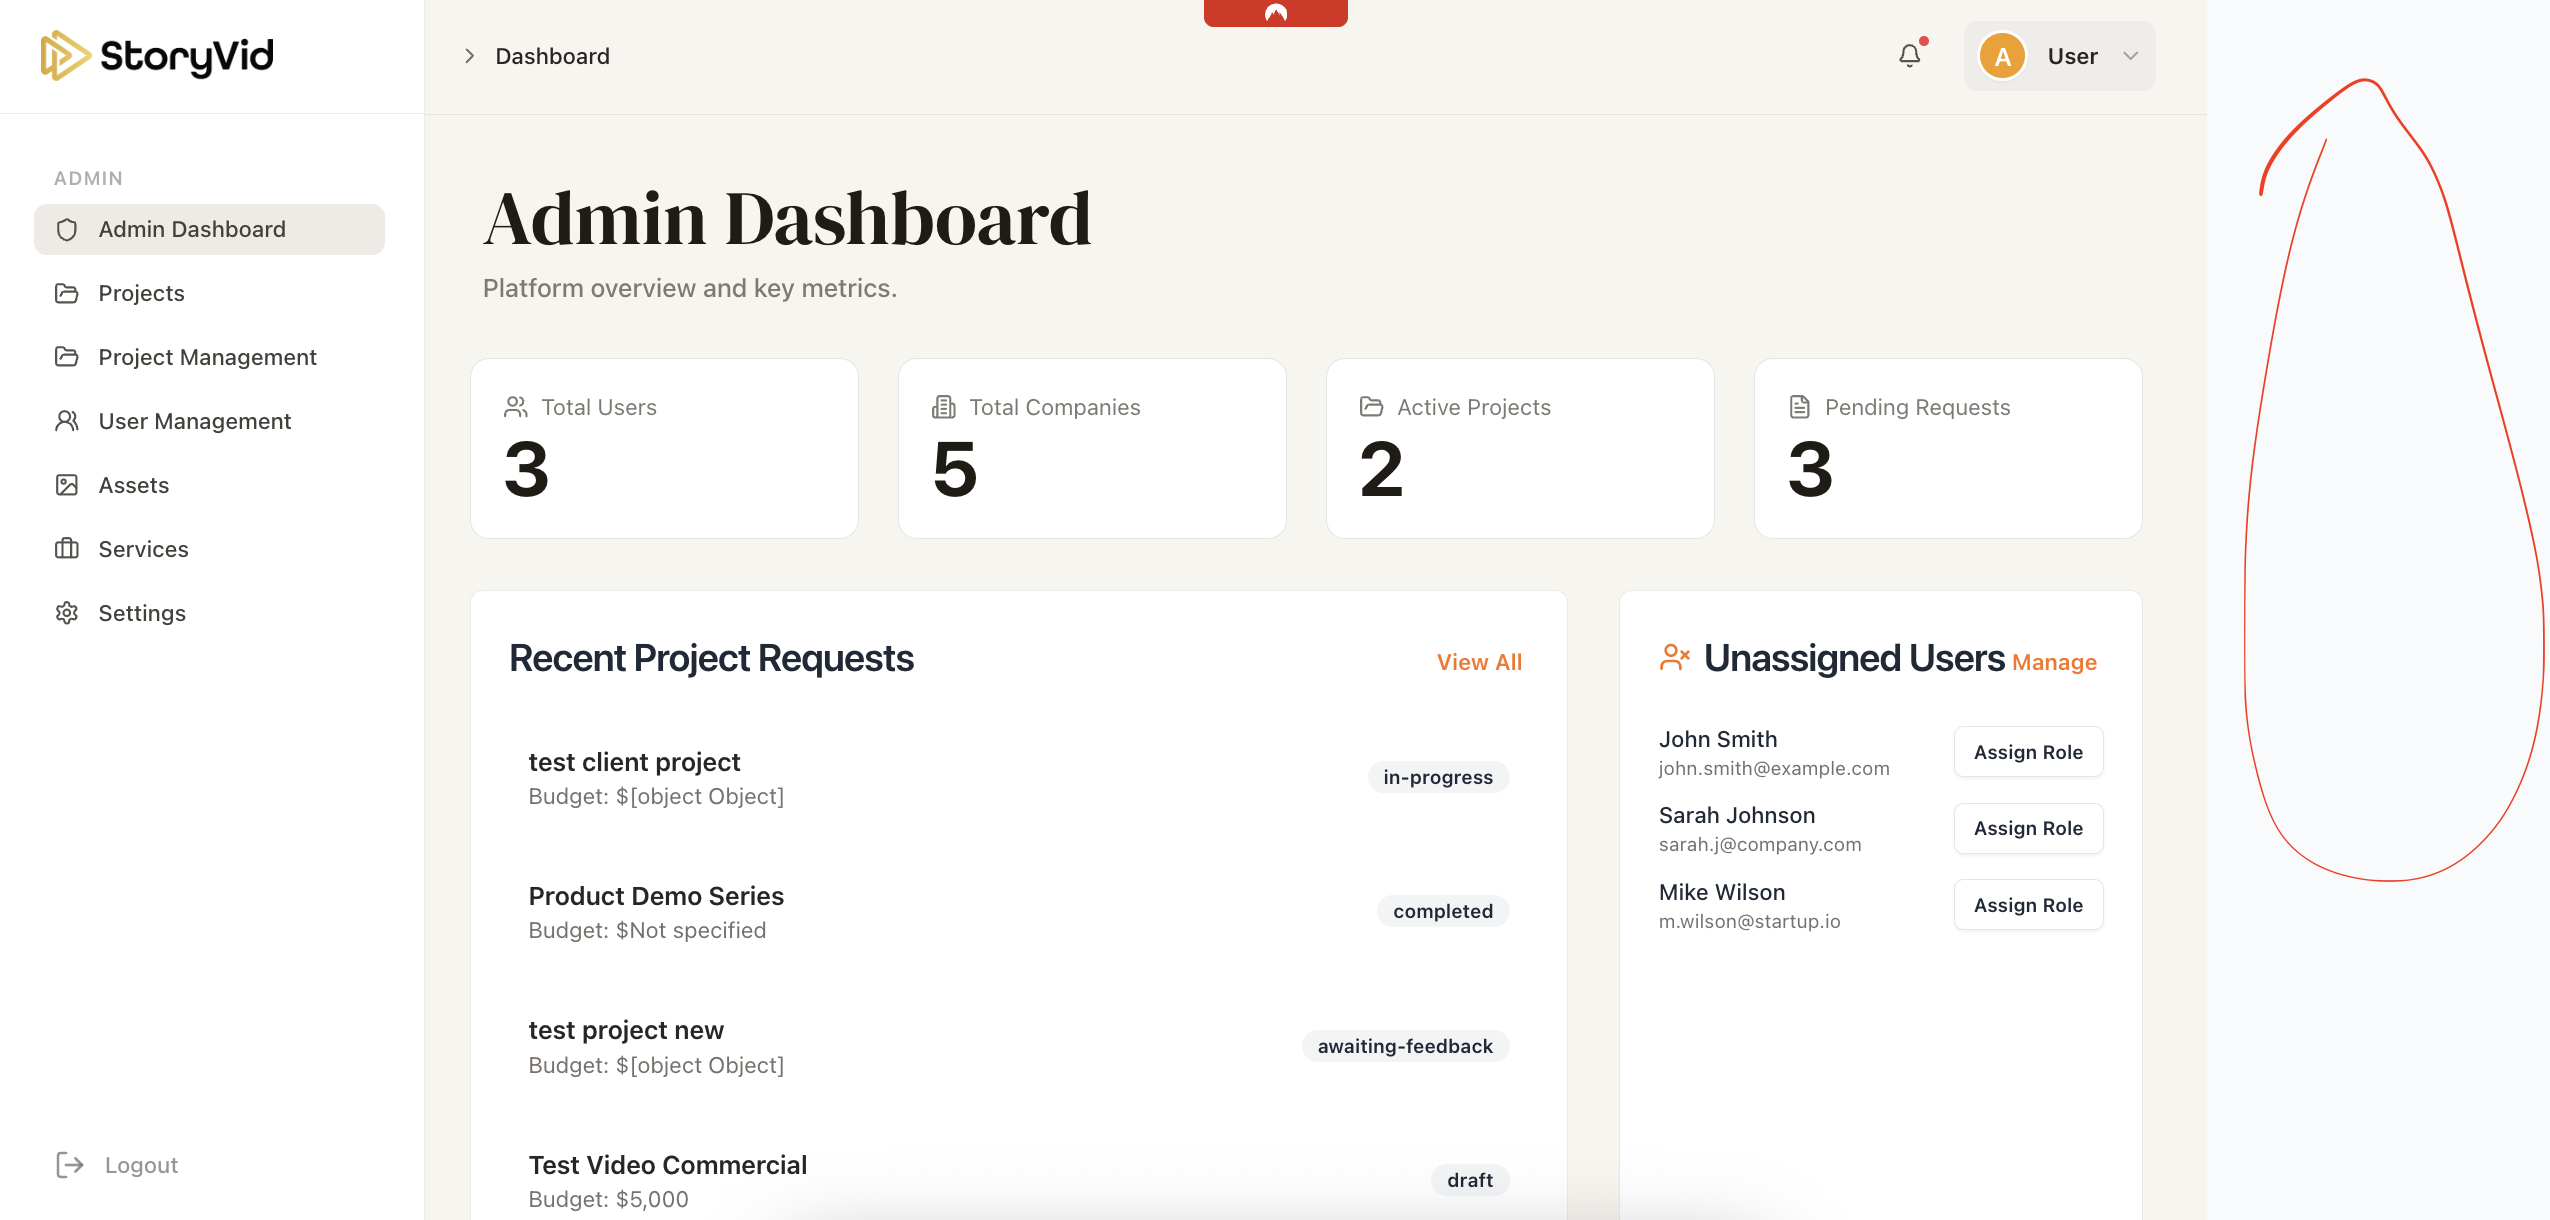 StoryVid
Dashboard
A
User
ADMIN
Admin Dashboard
Projects
Project Management
User Management
Assets
Services
Settings
Logout
Admin Dashboard
Platform overview and key metrics.
Total Users
3
Total Companies
5
Active Projects
2
Pending Requests
3
Recent Project Requests
View All
test client project
Budget: $[object Object]
in-progress
Product Demo Series
Budget: $Not specified
completed
test project new
Budget: $[object Object]
awaiting-feedback
Test Video Commercial
Budget: $5,000
draft
Unassigned Users
Manage
John Smith
john.smith@example.com
Assign Role
Sarah Johnson
sarah.j@company.com
Assign Role
Mike Wilson
m.wilson@startup.io
Assign Role